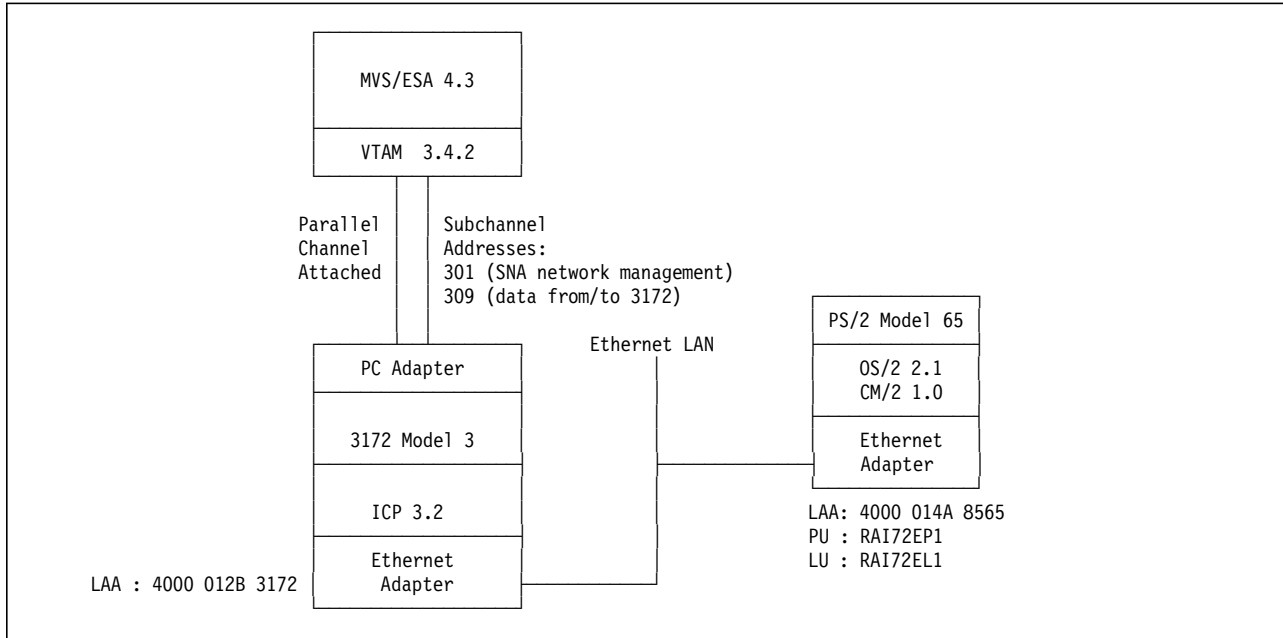 MVS/ESA 4.3
VTAM 3.4.2
Parallel
Channel
Attached
Subchannel
Addresses:
301 (SNA network management)
309 (data from/to 3172)
PC Adapter
3172 Model 3
ICP 3.2
Ethernet
Adapter
LAA : 4000 012B 3172
Ethernet LAN
PS/2 Model 65
OS/2 2.1
CM/2 1.0
Ethernet
Adapter
LAA: 4000 014A 8565
PU : RAI72EP1
LU : RAI72EL1